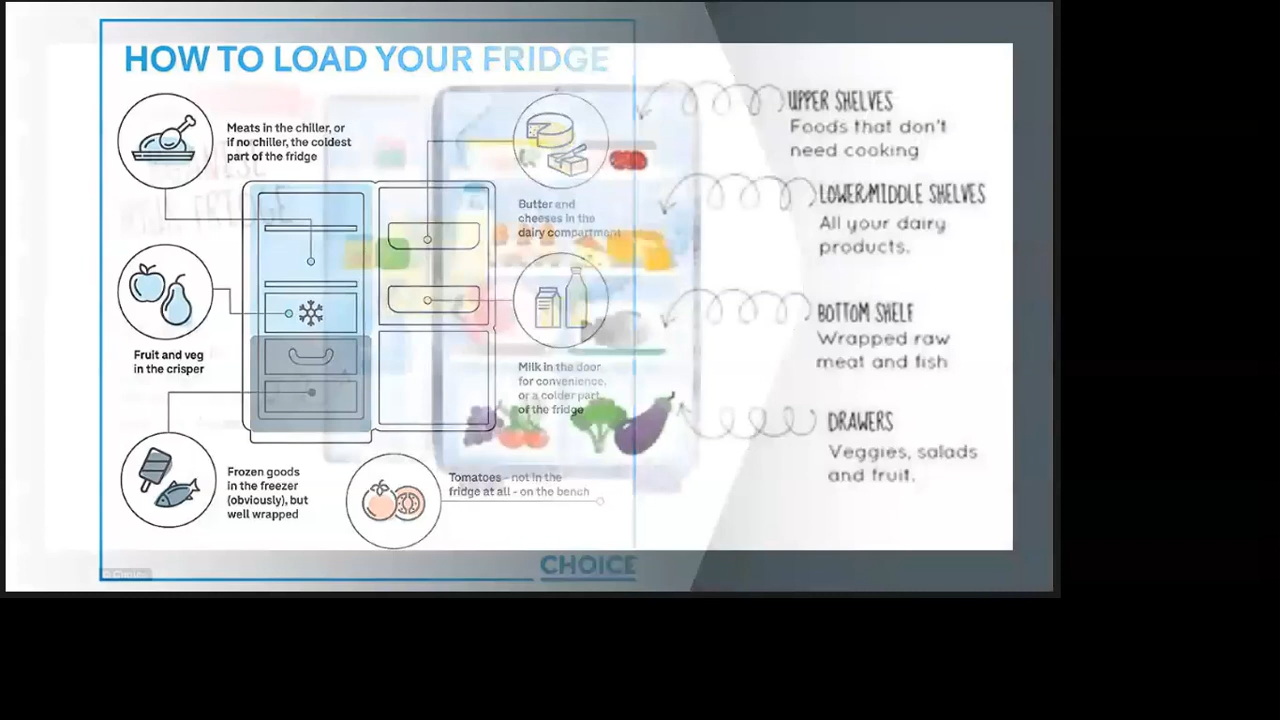 HOW TO LOAD YOUR FRIDGE
Meats in the chiller, or
if no chiller, the coldest
part of the fridge
Fruit and veg
in the crisper
Frozen goods
in the freezer
(obviously), but
well wrapped
Butter and
cheeses in the
dairy compartment
Milk in the door
for convenience,
or a colder part
of the fridge
Tomatoes - not in the
fridge at all - on the bench
CHOICE
UPPER SHELVES
Foods that don't
need cooking
LOWER/MIDDLE SHELVES
All your dairy
products.
BOTTOM SHELF
Wrapped raw
meat and fish
DRAWERS
Veggies, salads
and fruit.